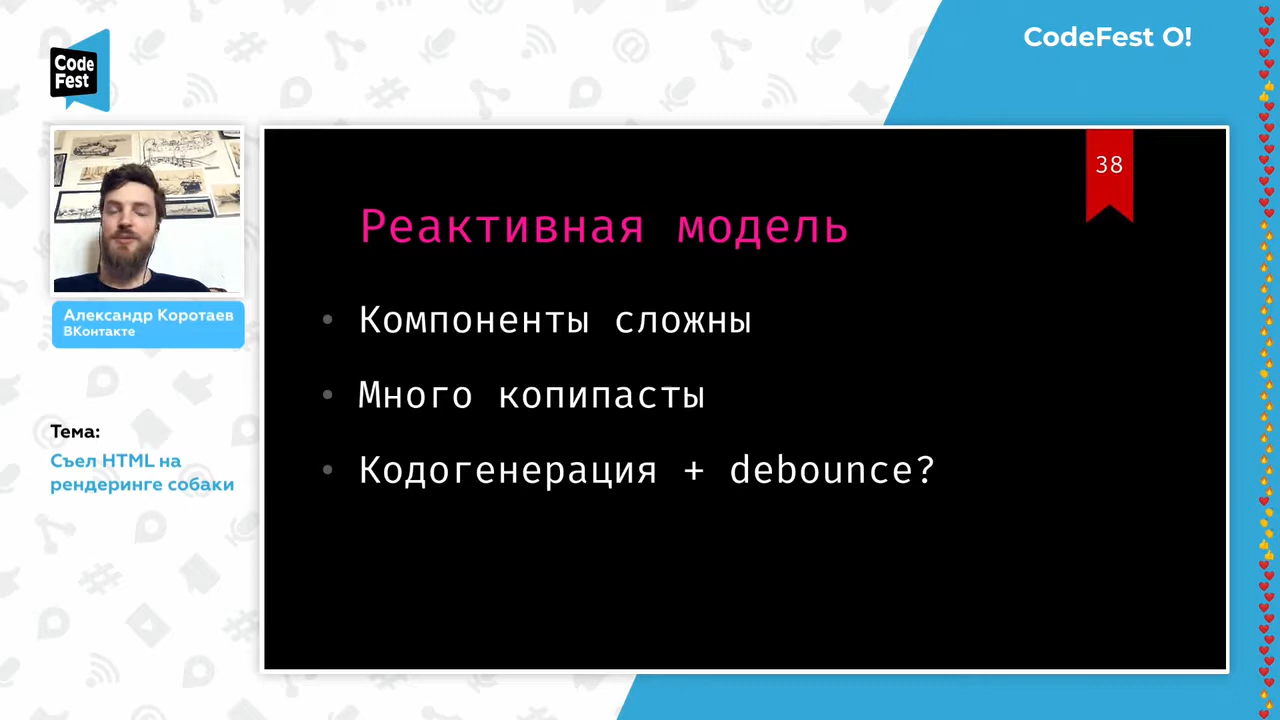 Code
Fest
CodeFest O!
Александр Коротаев
ВКонтакте
Тема:
Съел HTML на
рендеринге собаки
38
Реактивная модель
• Компоненты сложны
• Много копипасты
• Кодогенерация + debounce?